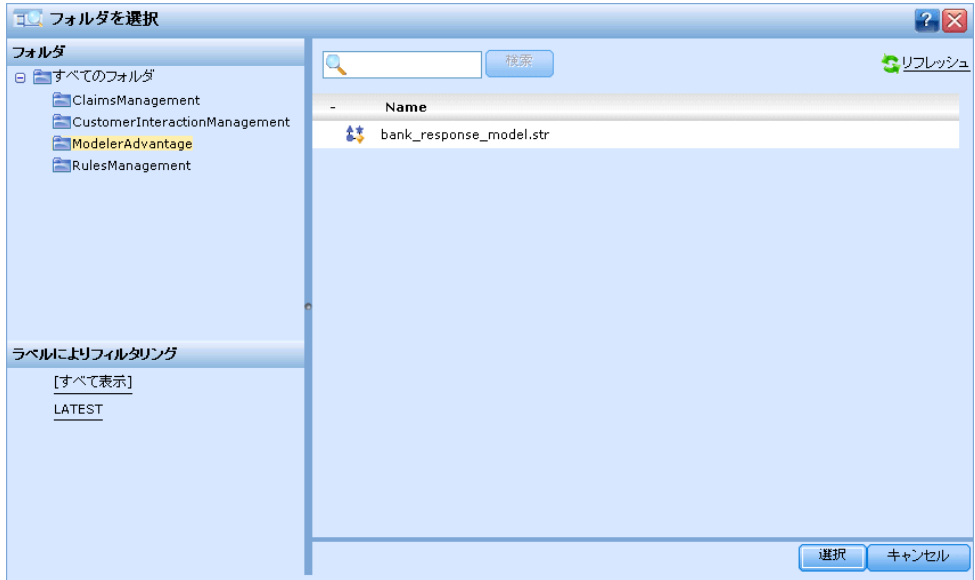 フォルダを選択
?
フォルダ
すべてのフォルダ
ClaimsManagement
CustomerInteractionManagement
ModelerAdvantage
RulesManagement
ラベルによりフィルタリング
[すべて表示]
LATEST
検索
リフレッシュ
- Name
bank_response_model.str
選択
キャンセル